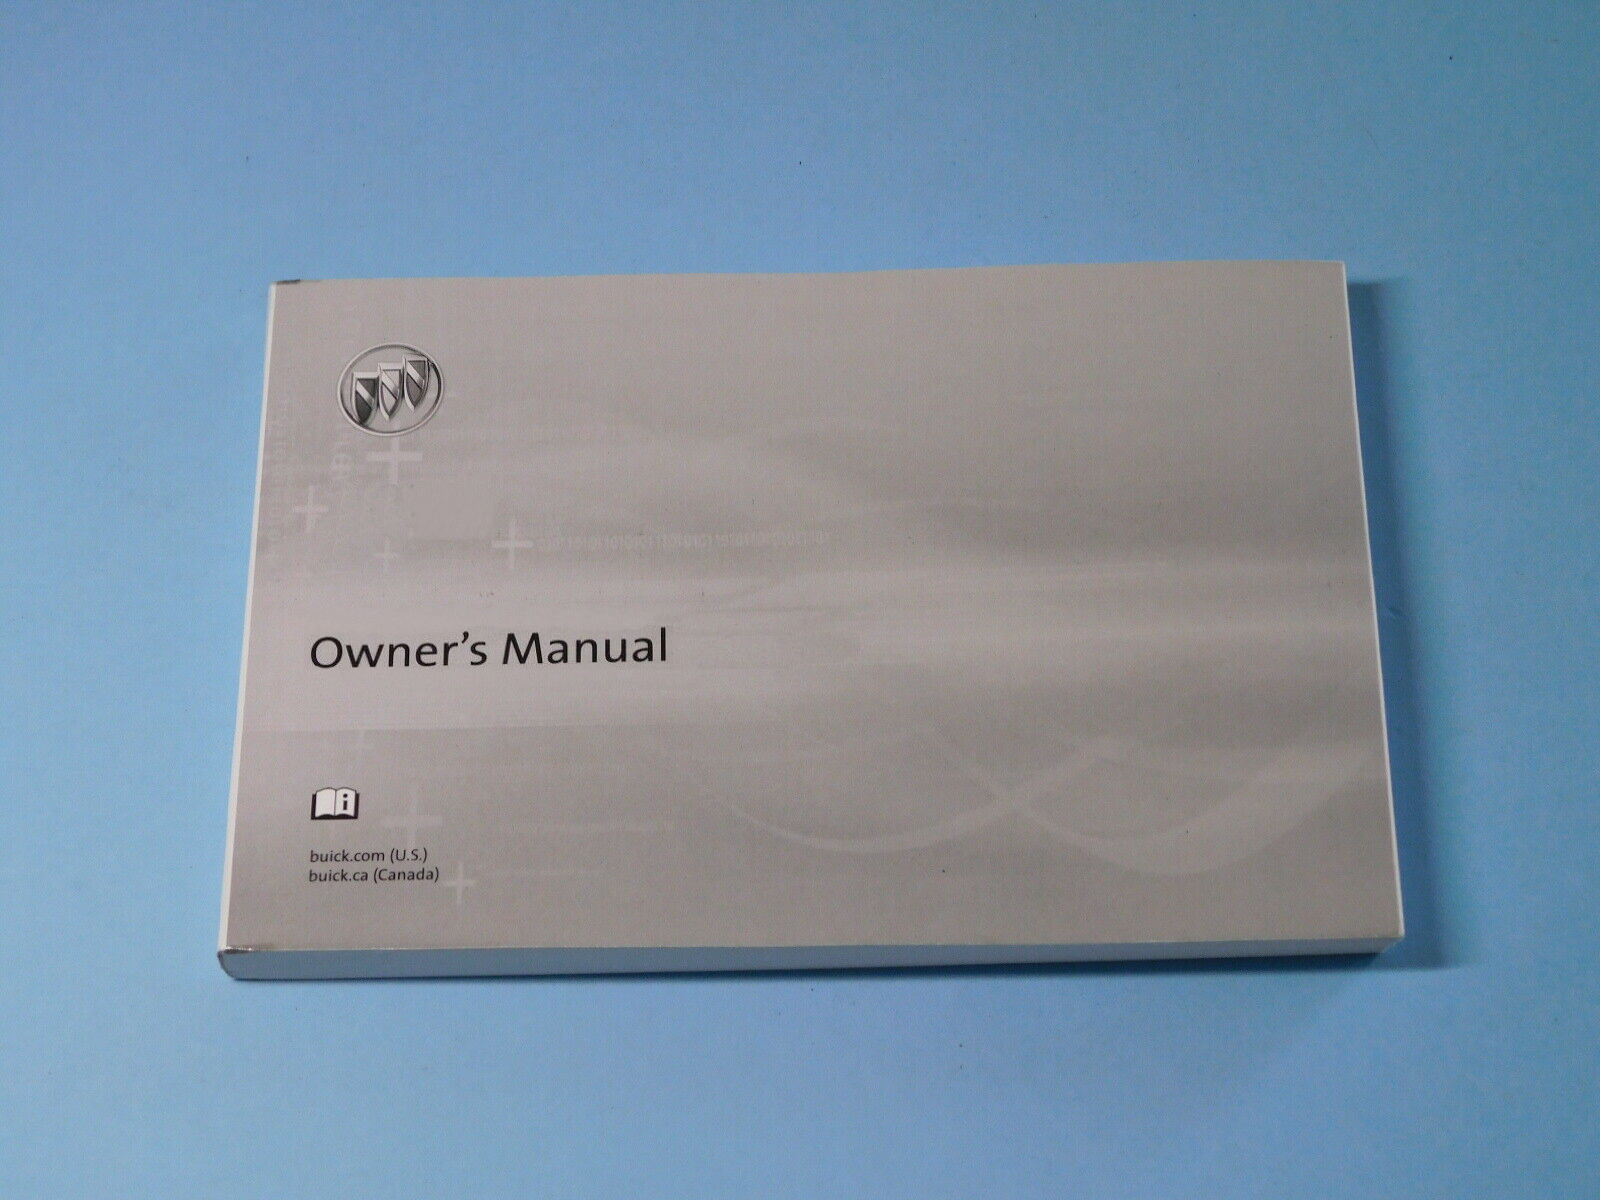 Owner's Manual
buick.com (U.S.)
buick.ca (Canada)